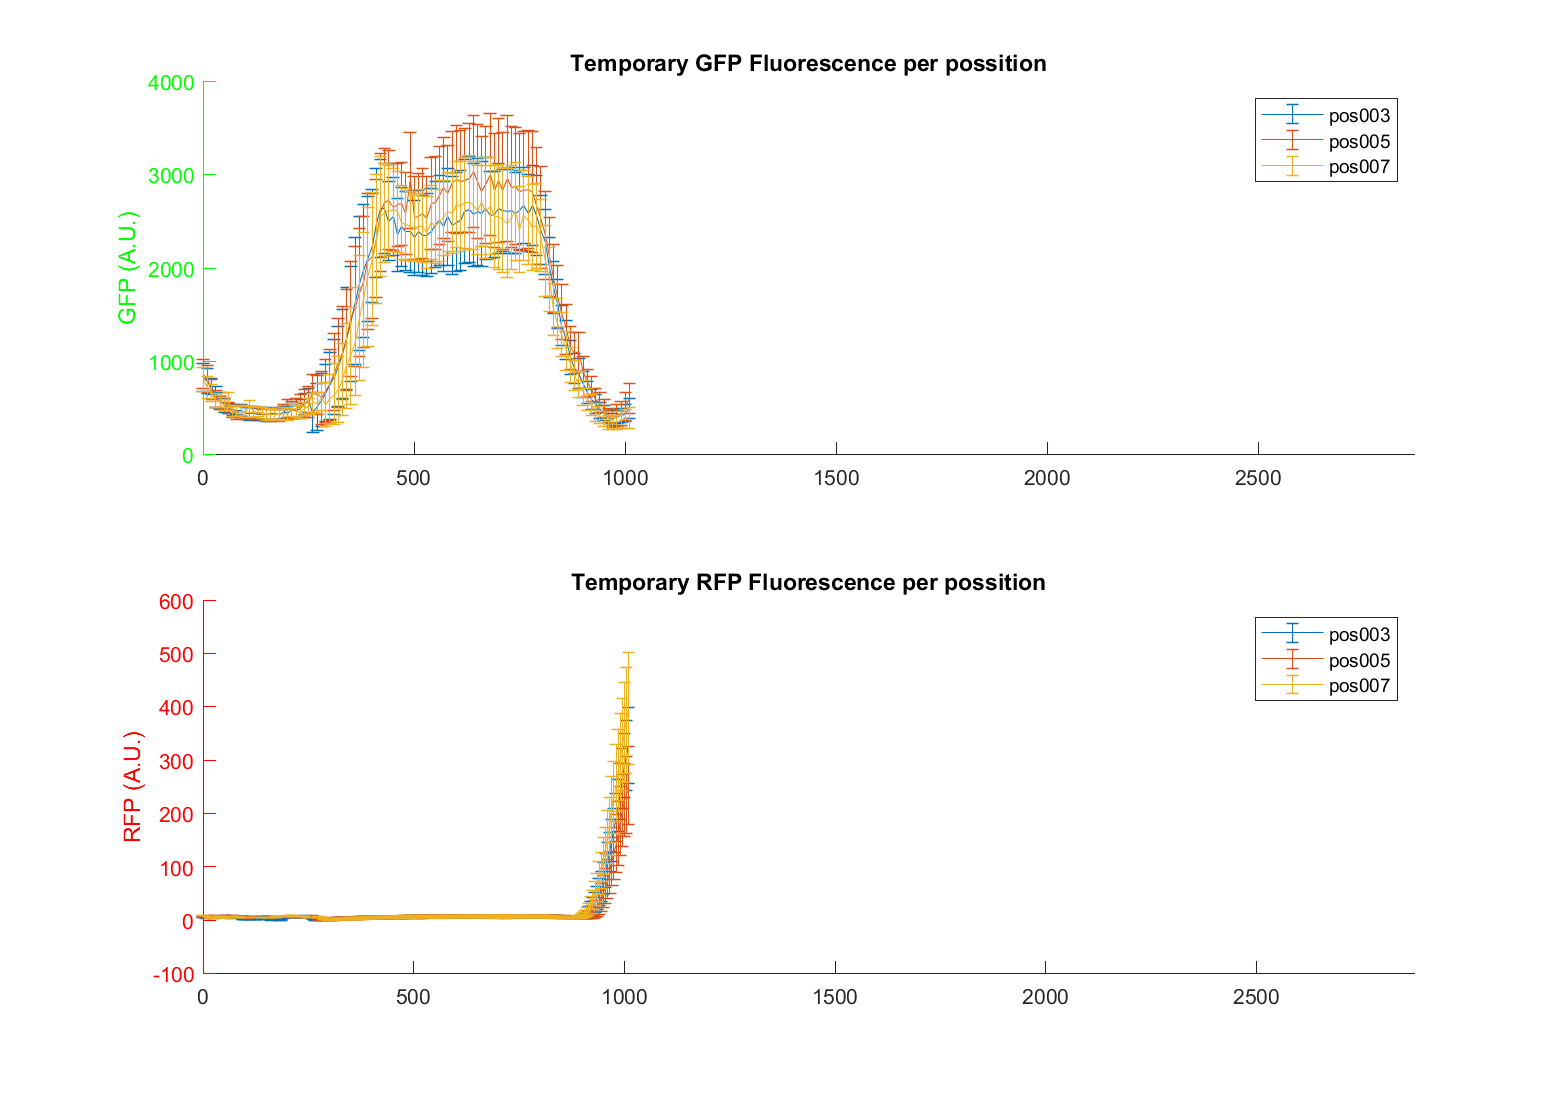 Temporary GFP Fluorescence per possition
GFP (A.U.)
4000
3000
2000
1000
0
0 500 1000 1500 2000 2500
pos003
pos005
pos007
Temporary RFP Fluorescence per possition
RFP (A.U.)
600
500
400
300
200
100
0
-100
0 500 1000 1500 2000 2500
pos003
pos005
pos007